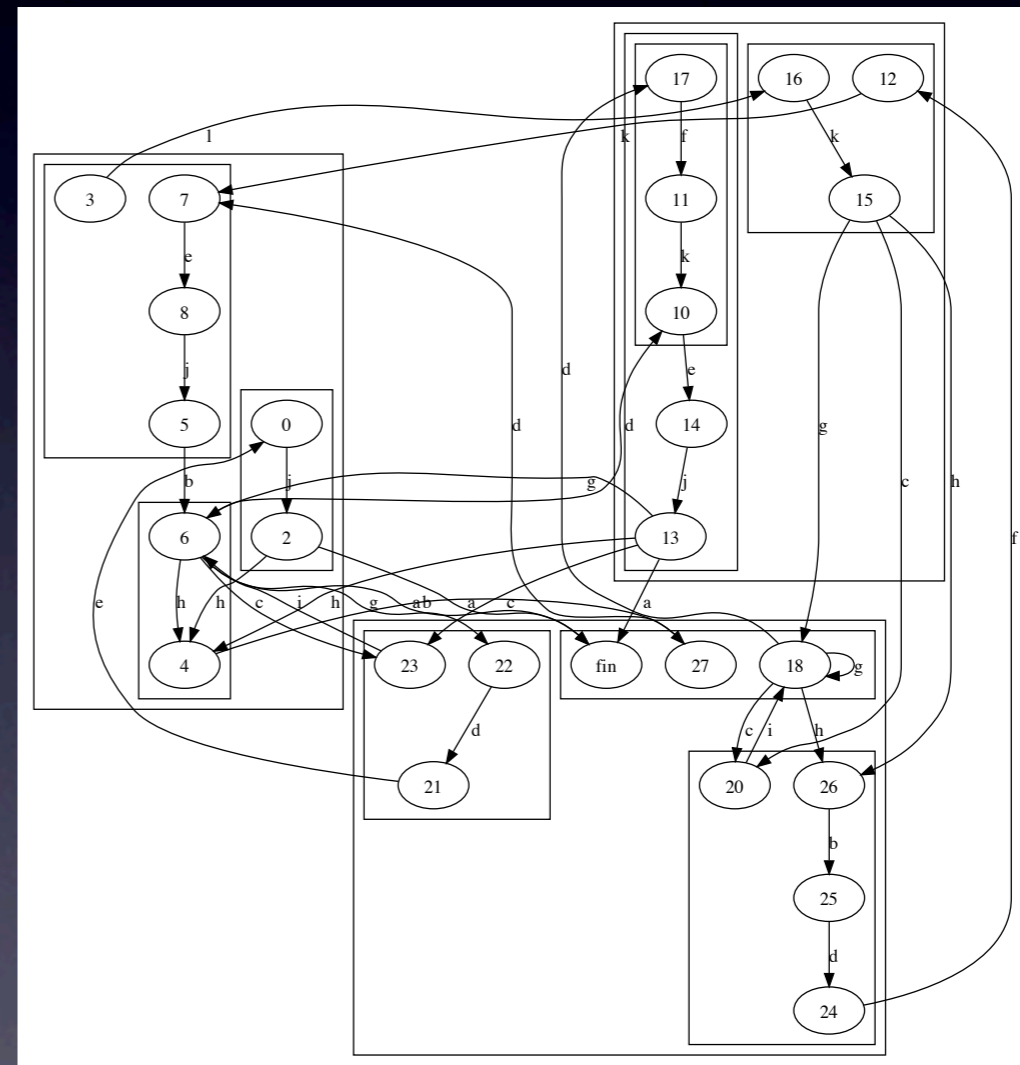 17 16 12
l k f k
3 7 11 15
e k
8 10
j d d d e g c h f
5 0 14
b j g j
6 2 13
e h h c i h g a b a c a
4 23 22 fin 27 18 g
d c i h
21 20 26
b
25
d
24